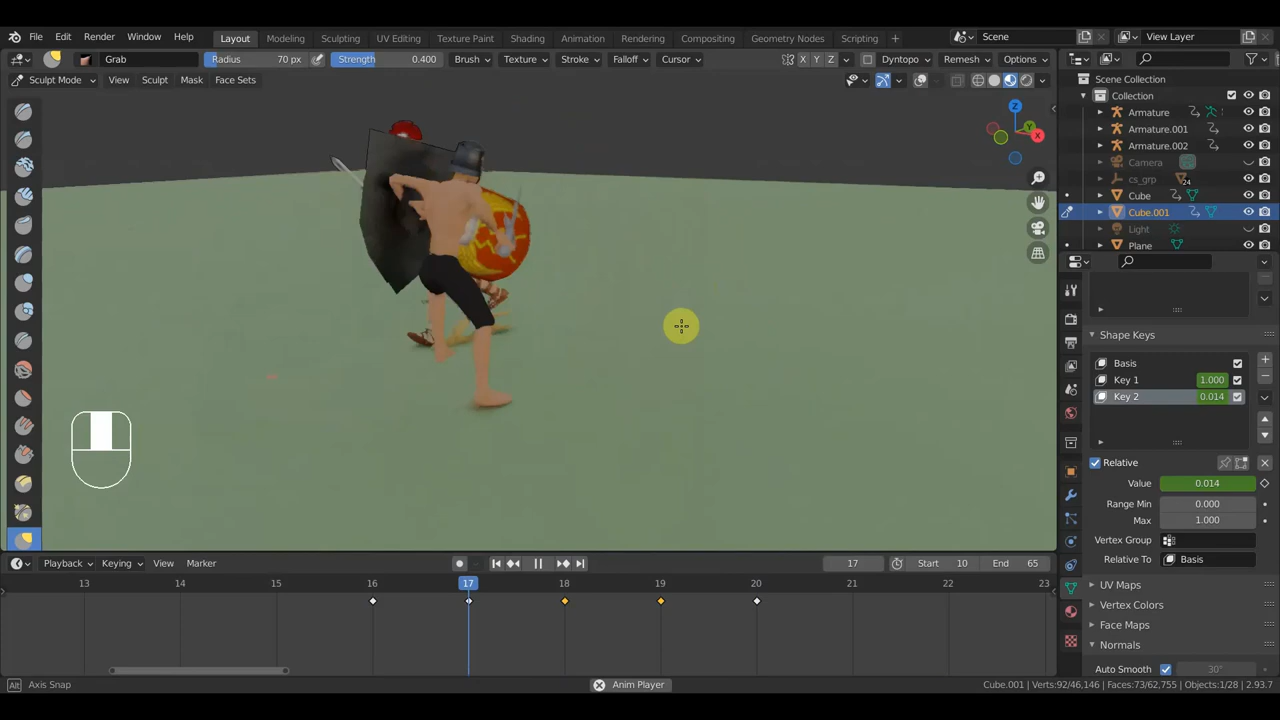 File Edit Render Window Help Layout Modeling Sculpting UV Editing Texture Paint Shading Animation Rendering Compositing Geometry Nodes Scripting + Scene View Layer
Grab Radius 70 px Strength 0.400 Brush Texture Stroke Falloff Cursor X Y Z Dyntopo Remesh Options
Sculpt Mode View Sculpt Mask Face Sets
Scene Collection
Collection
Armature
Armature.001
Armature.002
Camera
cs_grp 24
Cube
Cube.001
Light
Plane
Z
Y
X
Shape Keys
Basis
Key 1 1.000
Key 2 0.014
Relative
Value 0.014
Range Min 0.000
Max 1.000
Vertex Group
Relative To Basis
UV Maps
Vertex Colors
Face Maps
Normals
Auto Smooth 30°
Playback Keying View Marker 17 Start 10 End 65
13 14 15 16 17 18 19 20 21 22 23
Alt Axis Snap Anim Player Cube.001 | Verts:92/46,146 | Faces:73/62,755 | Objects:1/28 | 2.93.7